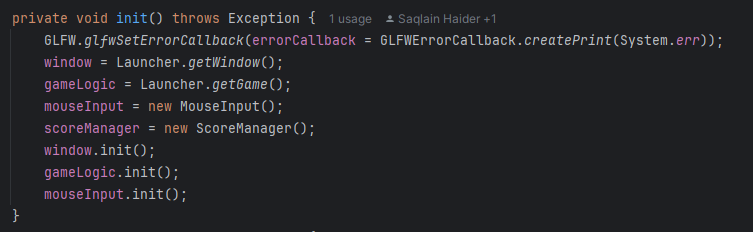 private void init() throws Exception { 1 usage Saqlain Haider +1
GLFW.glfwSetErrorCallback(errorCallback = GLFWErrorCallback.createPrint(System.err));
window = Launcher.getWindow();
gameLogic = Launcher.getGame();
mouseInput = new MouseInput();
scoreManager = new ScoreManager();
window.init();
gameLogic.init();
mouseInput.init();
}